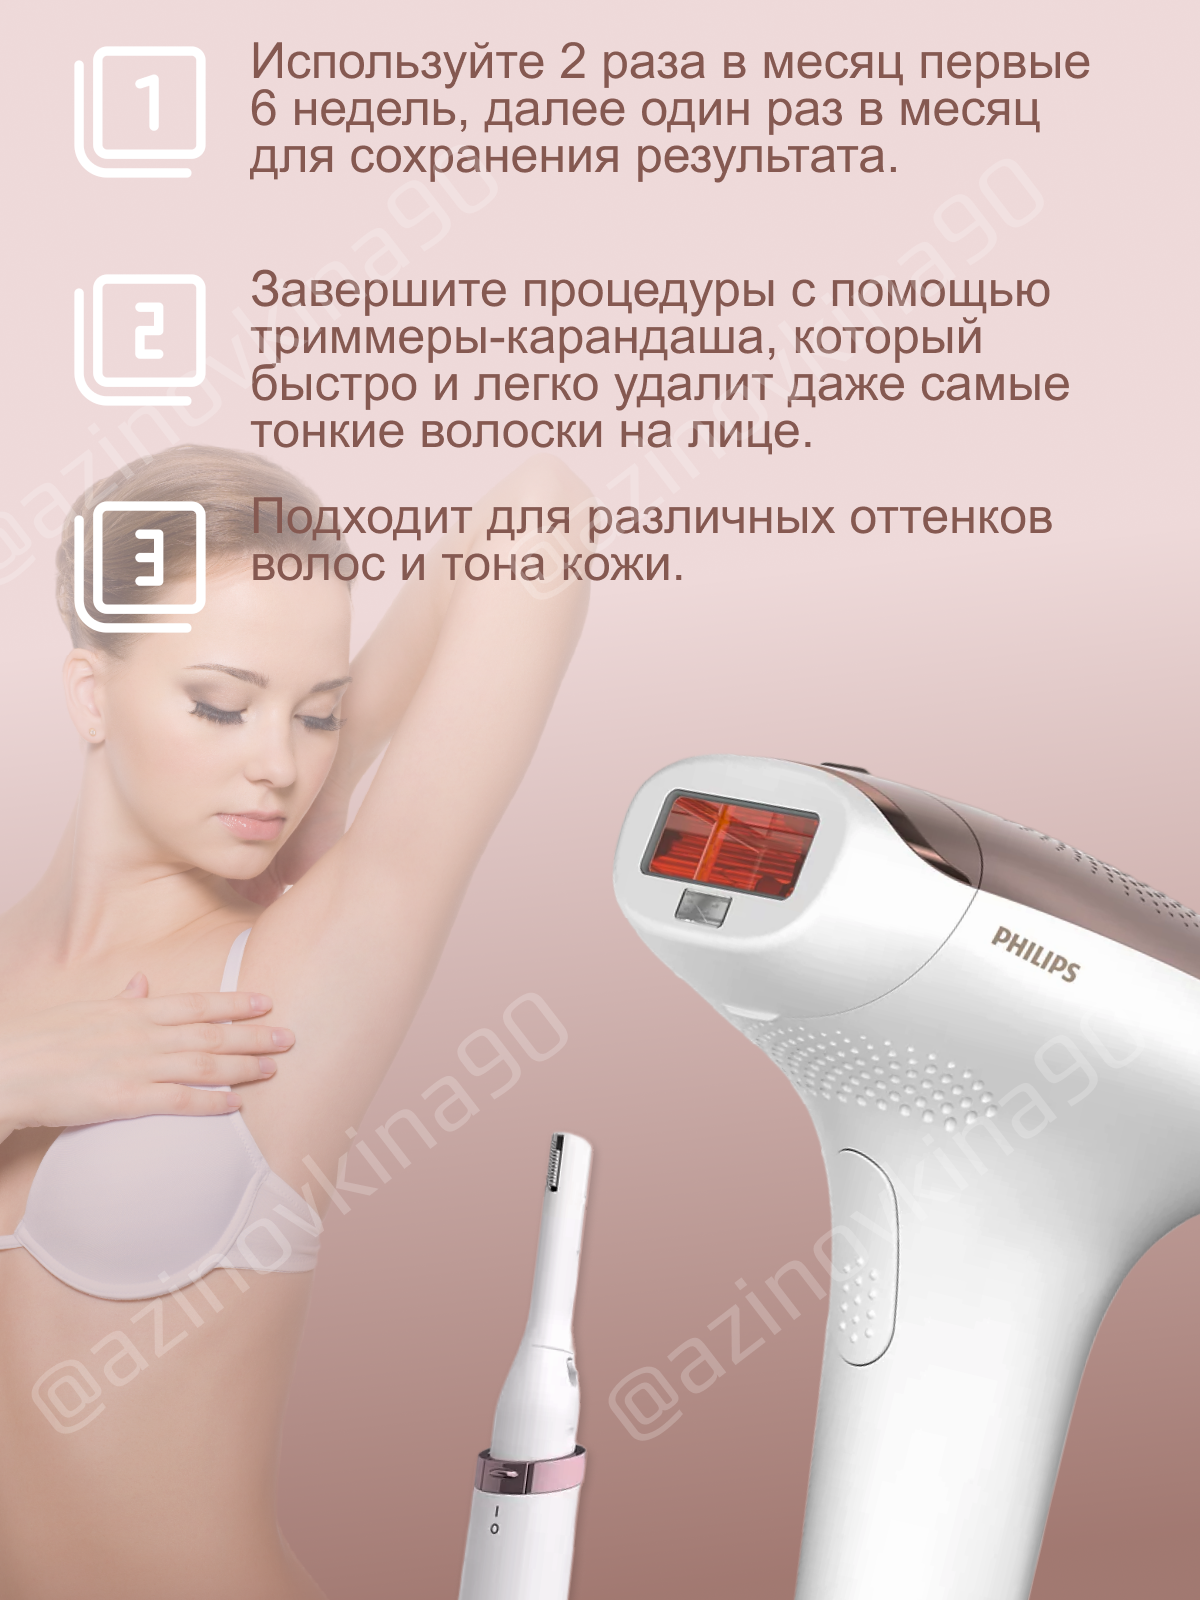 1
Используйте 2 раза в месяц первые
6 недель, далее один раз в месяц
для сохранения результата.
2
Завершите процедуры с помощью
триммеры-карандаша, который
быстро и легко удалит даже самые
тонкие волоски на лице.
3
Подходит для различных оттенков
волос и тона кожи.
PHILIPS
I
O
@azinovkina90
@azinovkina90
@azinovkina90
@azinovkina90